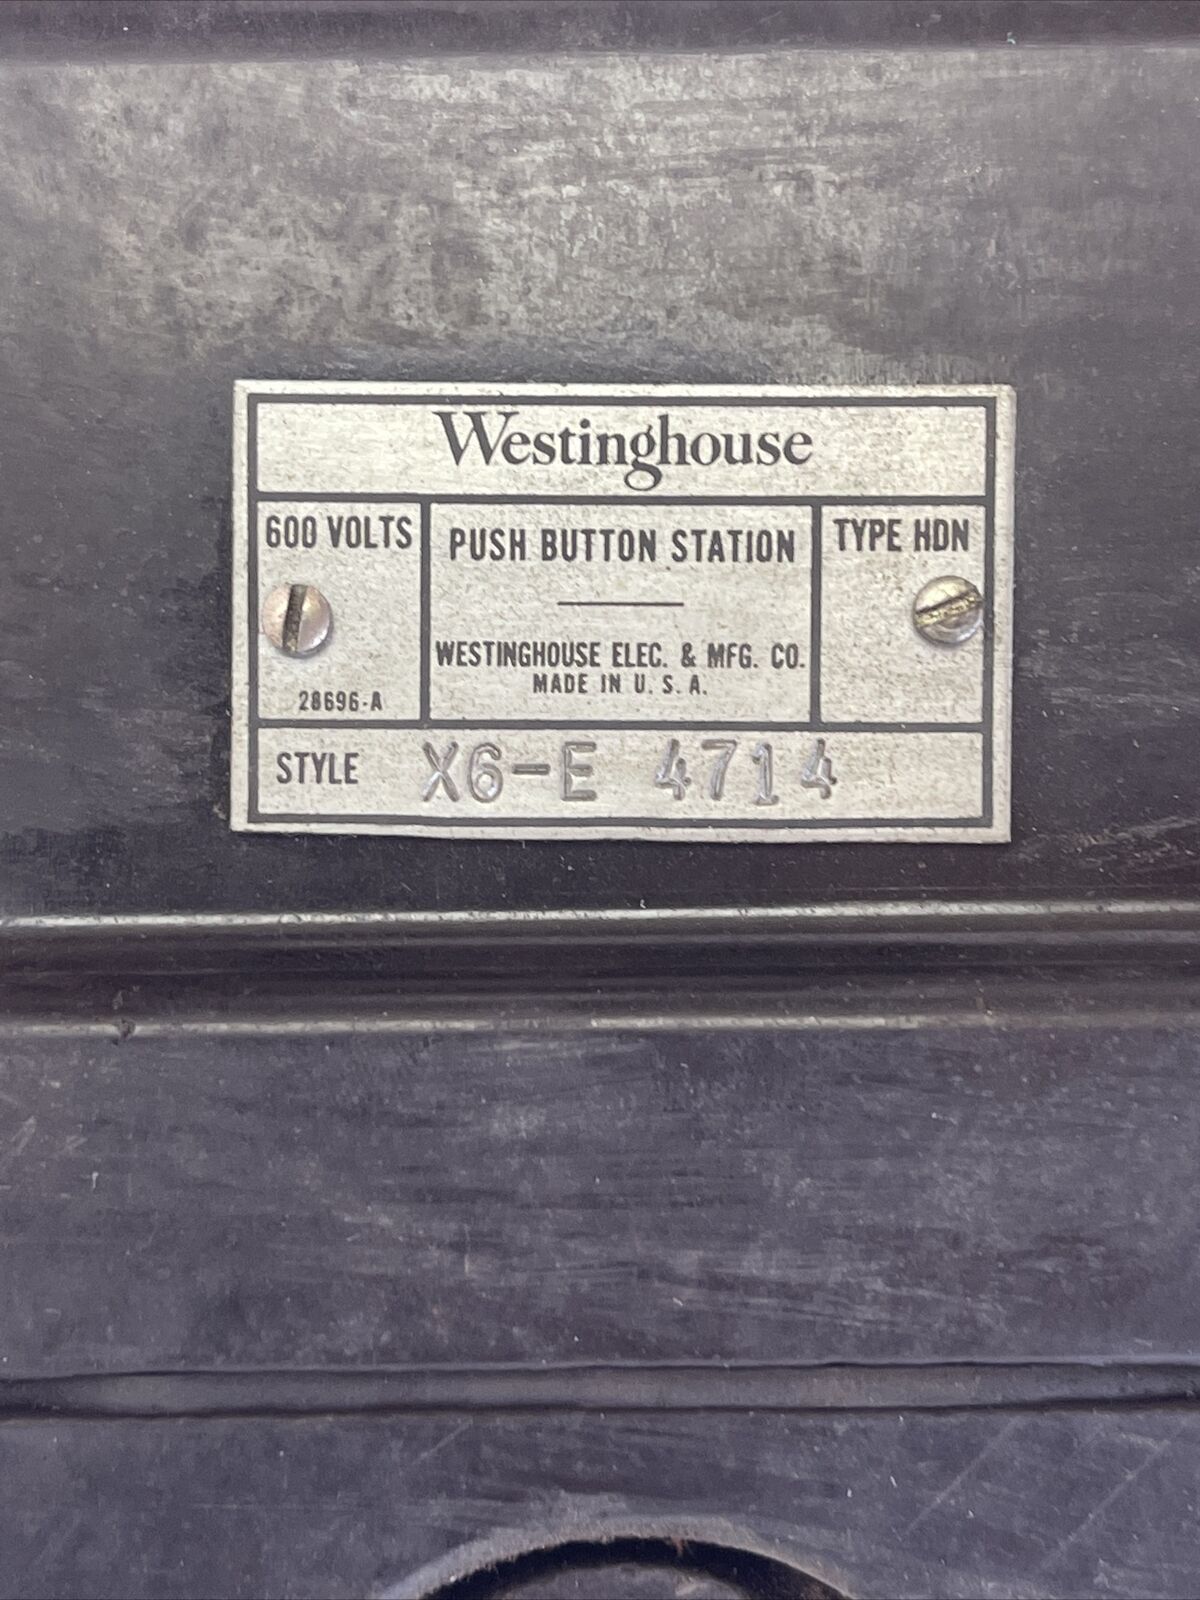 Westinghouse
600 VOLTS
28696-A
PUSH BUTTON STATION
WESTINGHOUSE ELEC. & MFG. CO.
MADE IN U. S. A.
TYPE HDN
STYLE X6-E 4714